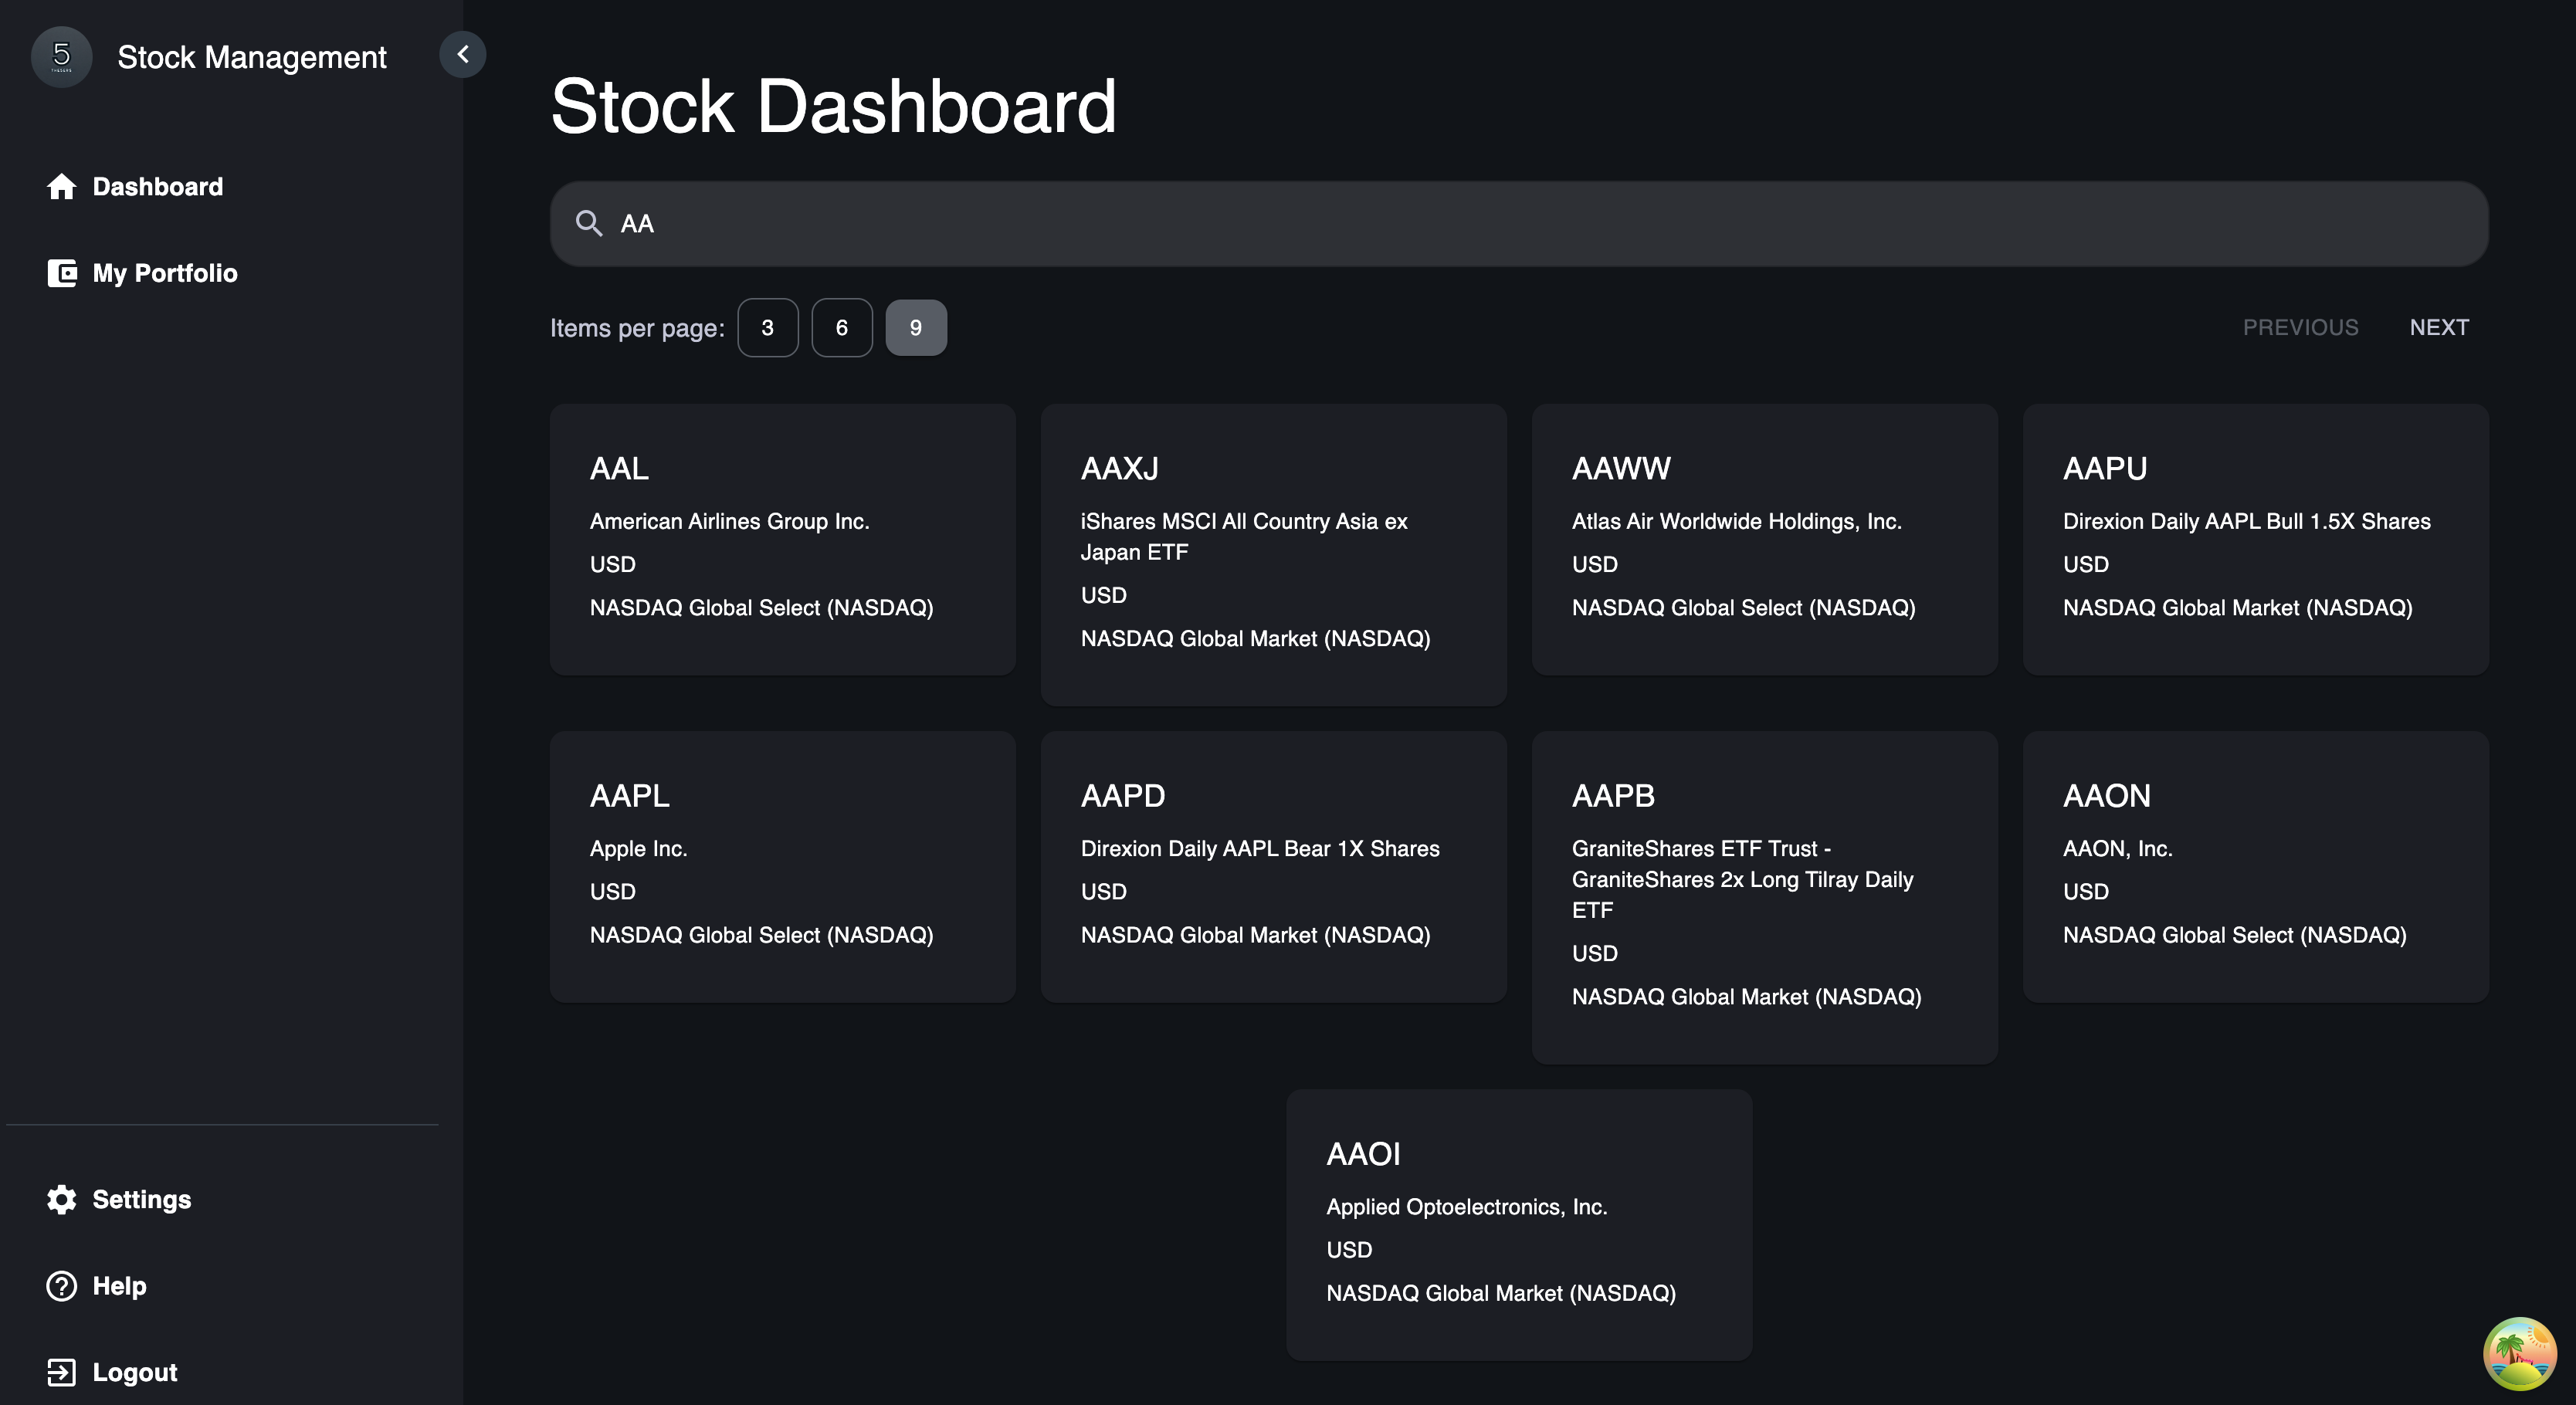 5
Stock Management
Dashboard
My Portfolio
Settings
Help
Logout
Stock Dashboard
AA
Items per page: 3 6 9
PREVIOUS NEXT
AAL
American Airlines Group Inc.
USD
NASDAQ Global Select (NASDAQ)
AAXJ
iShares MSCI All Country Asia ex
Japan ETF
USD
NASDAQ Global Market (NASDAQ)
AAWW
Atlas Air Worldwide Holdings, Inc.
USD
NASDAQ Global Select (NASDAQ)
AAPU
Direxion Daily AAPL Bull 1.5X Shares
USD
NASDAQ Global Market (NASDAQ)
AAPL
Apple Inc.
USD
NASDAQ Global Select (NASDAQ)
AAPD
Direxion Daily AAPL Bear 1X Shares
USD
NASDAQ Global Market (NASDAQ)
AAPB
GraniteShares ETF Trust -
GraniteShares 2x Long Tilray Daily
ETF
USD
NASDAQ Global Market (NASDAQ)
AAON
AAON, Inc.
USD
NASDAQ Global Select (NASDAQ)
AAOI
Applied Optoelectronics, Inc.
USD
NASDAQ Global Market (NASDAQ)